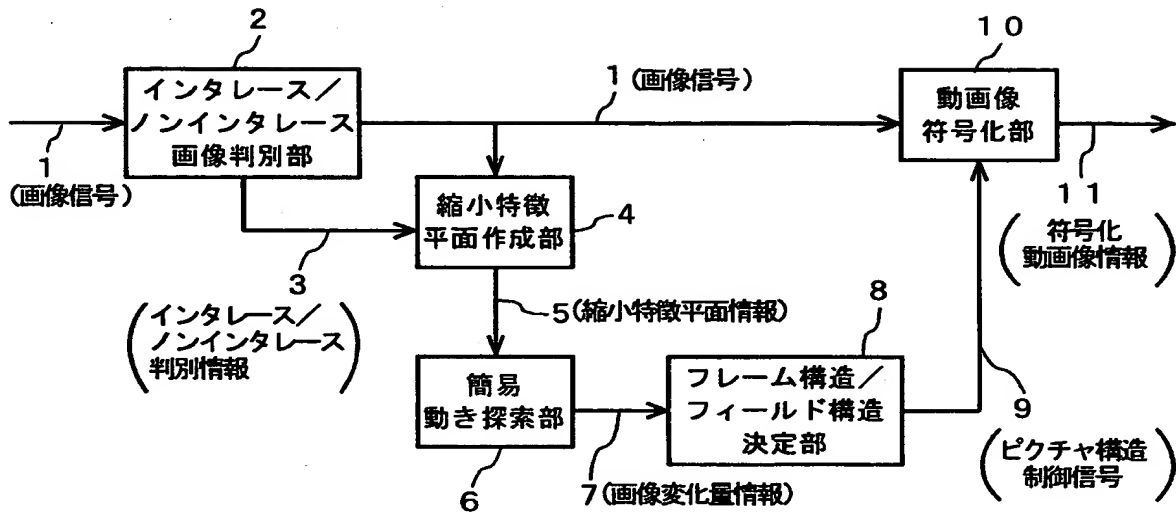 2
インタレース/
ノンインタレース
画像判別部
1
(画像信号)
1(画像信号)
10
動画像
符号化部
11
(符号化
動画像情報)
3
(インタレース/
ノンインタレース
判別情報)
縮小特徴
平面作成部
4
5(縮小特徴平面情報)
簡易
動き探索部
6
7(画像変化量情報)
8
フレーム構造/
フィールド構造
決定部
9
(ピクチャ構造
制御信号)